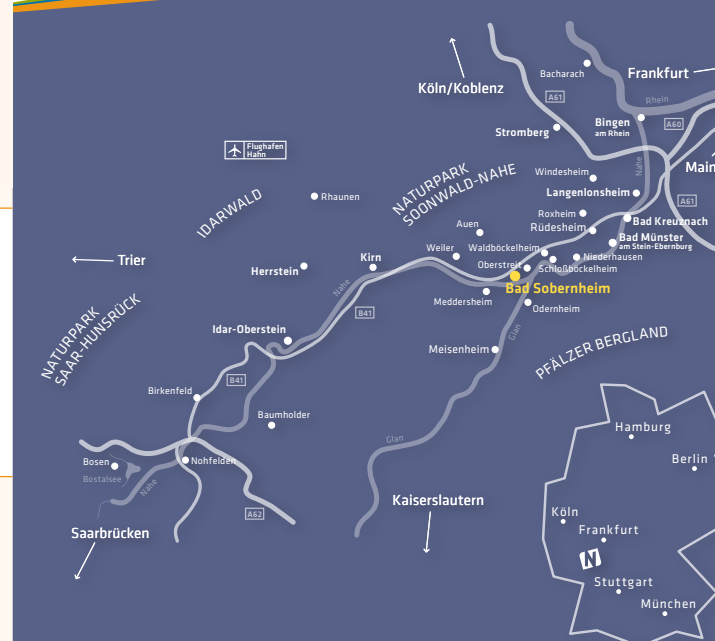 Köln/Koblenz
Bacharach
Frankfurt
A61
Rhein
Stromberg
Bingen
am Rhein
A60
Flughafen
Hahn
NATURPARK
SOONWALD-NAHE
Windesheim
Nahe
Main
Langenlonsheim
A61
IDARWALD
Rhaunen
Roxheim
Rüdesheim
Bad Kreuznach
Auen
Bad Münster
am Stein-Ebernburg
Weiler
Waldböckelheim
Niederhausen
Trier
Kirn
Herrstein
Oberstreit
Schloßböckelheim
Bad Sobernheim
Nahe
Meddersheim
Odernheim
B41
NATURPARK
SAAR-HUNSRÜCK
Idar-Oberstein
Glan
Meisenheim
PFÄLZER BERGLAND
B41
Birkenfeld
Baumholder
Hamburg
Glan
Berlin
Bosen
Nohfelden
Bostalsee
Nahe
Kaiserslautern
A62
Köln
Saarbrücken
Frankfurt
N
Stuttgart
München